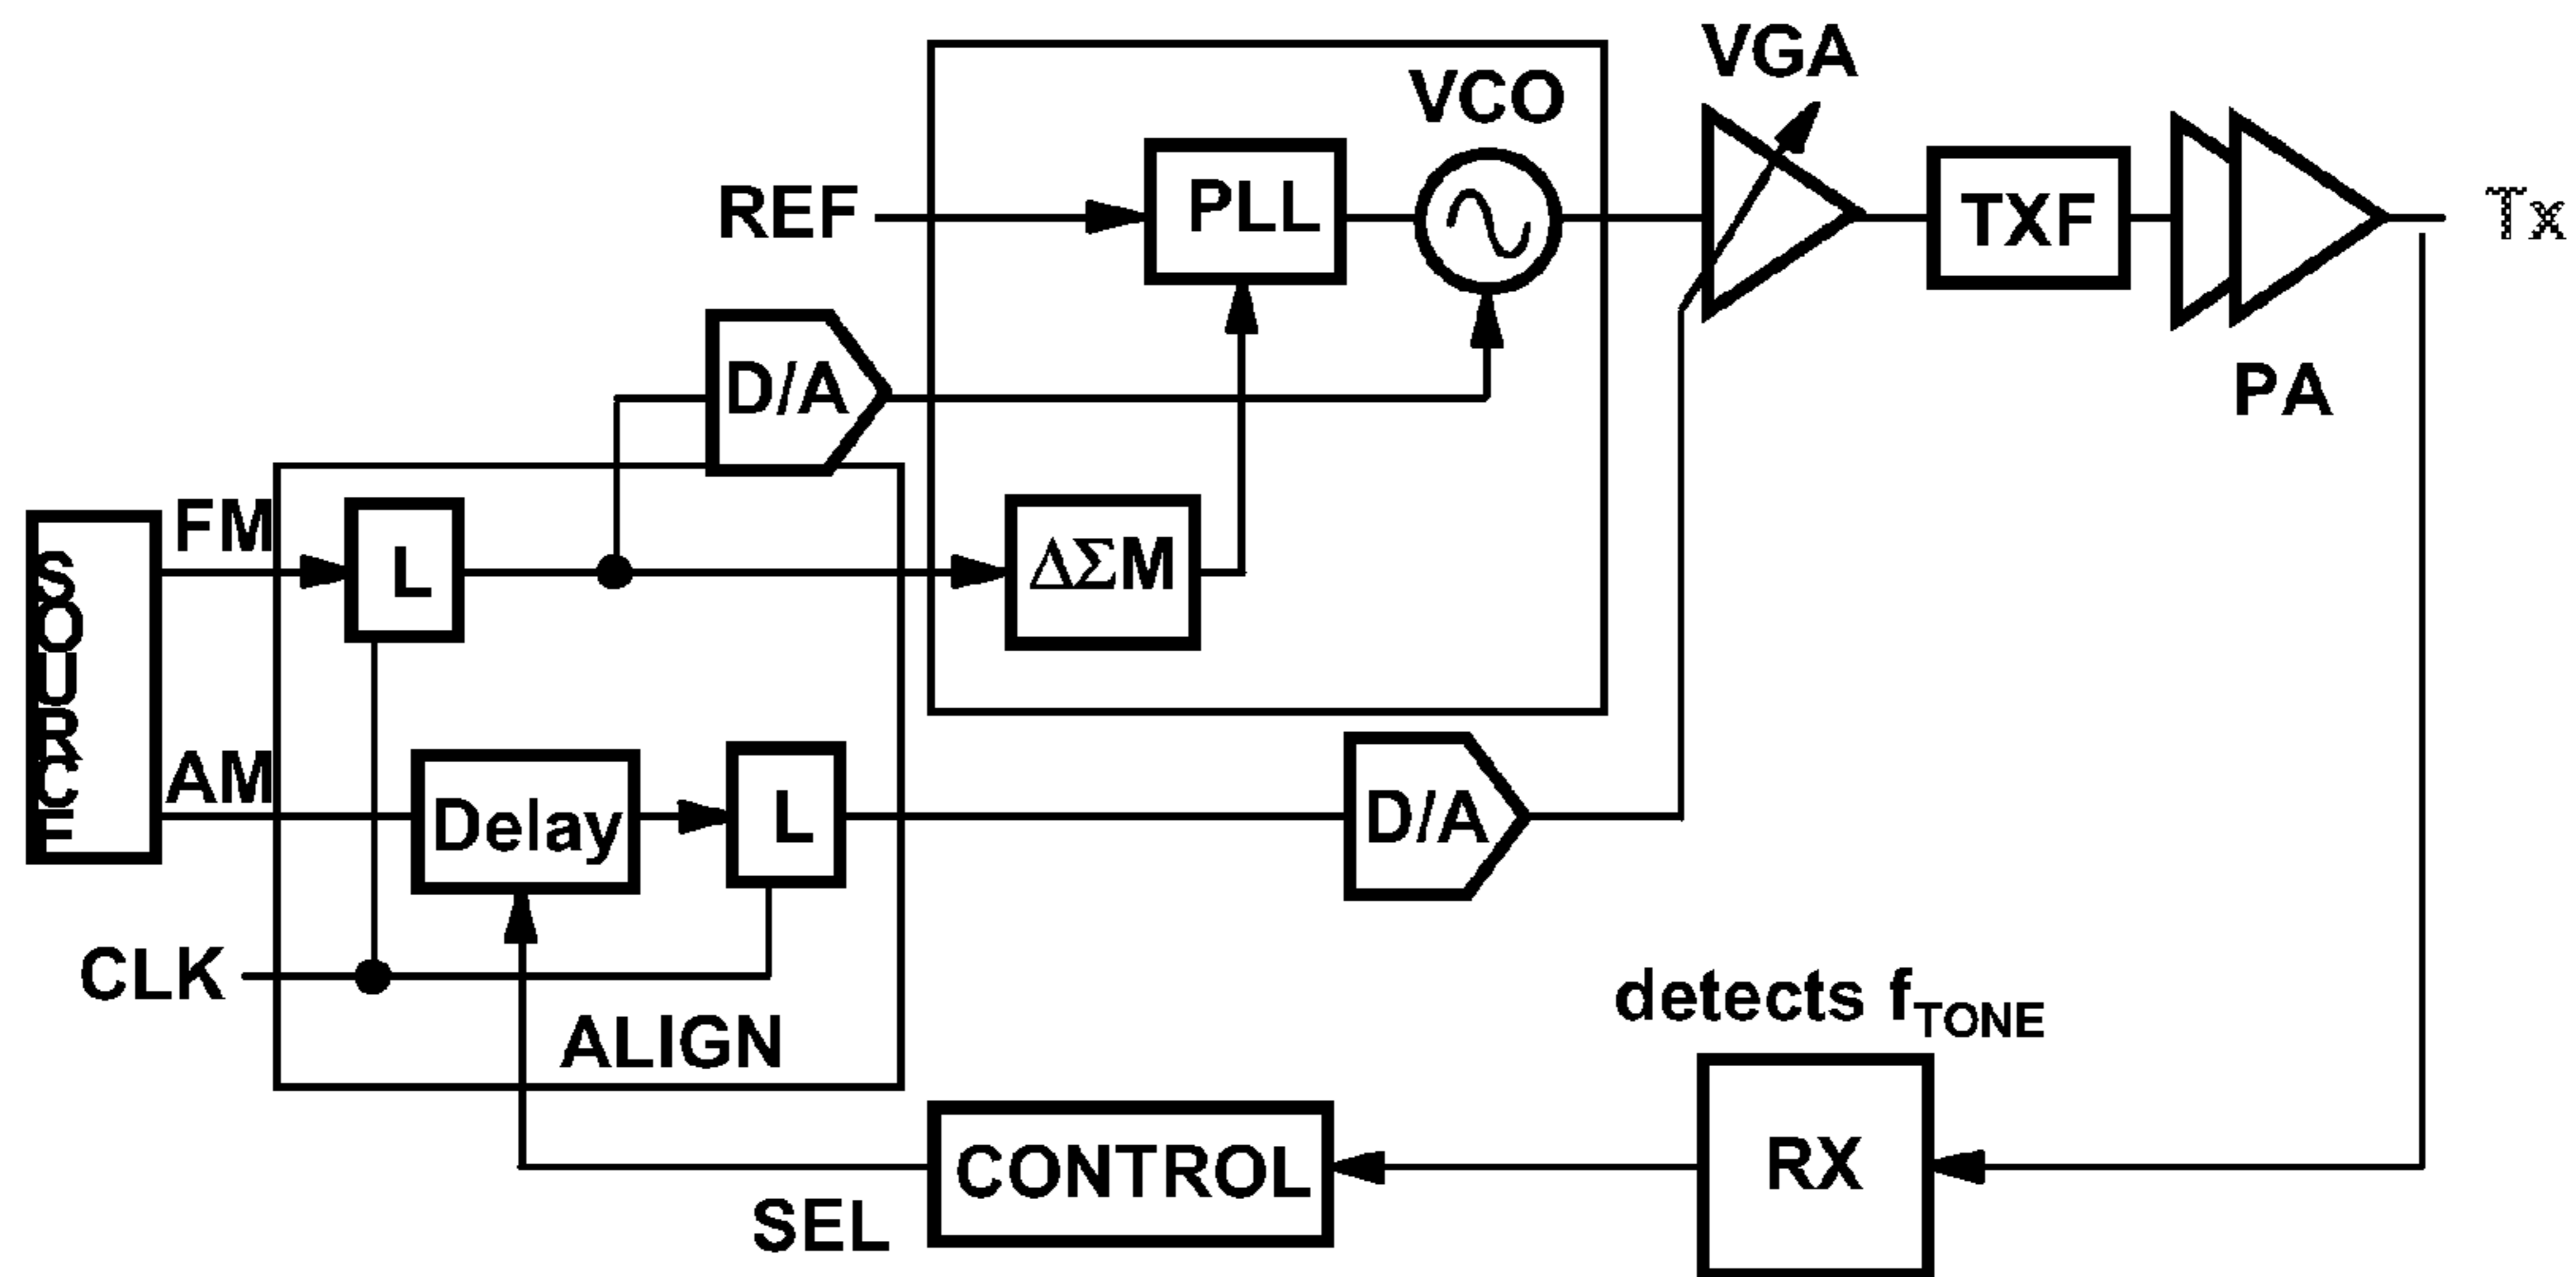 VGA
VCO
REF
PLL
TXF
Tx
D/A
PA
FM
L
ΔΣM
SOURCE
AM
Delay
L
D/A
CLK
ALIGN
detects fTONE
CONTROL
RX
SEL